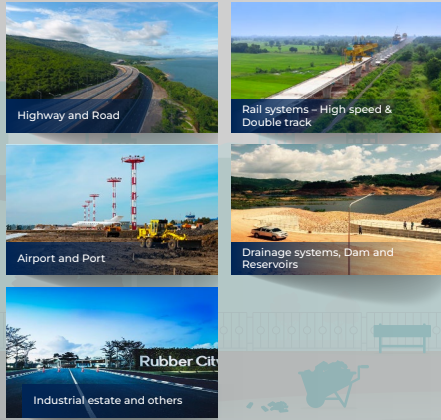 Highway and Road
Rail systems – High speed &
Double track
Airport and Port
Drainage systems, Dam and
Reservoirs
Rubber City
Industrial estate and others